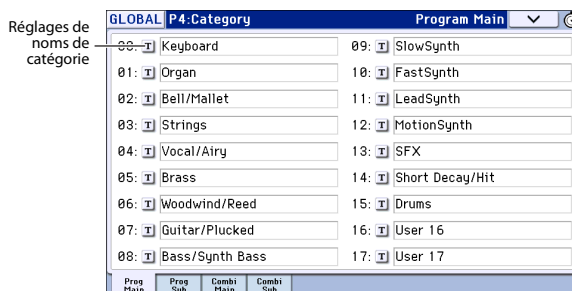 Réglages de
noms de
catégorie
GLOBAL P4:Category Program Main
00: T Keyboard
01: T Organ
02: T Bell/Mallet
03: T Strings
04: T Vocal/Airy
05: T Brass
06: T Woodwind/Reed
07: T Guitar/Plucked
08: T Bass/Synth Bass
09: T SlowSynth
10: T FastSynth
11: T LeadSynth
12: T MotionSynth
13: T SFX
14: T Short Decay/Hit
15: T Drums
16: T User 16
17: T User 17
Prog Main
Prog Sub
Combi Main
Combi Sub